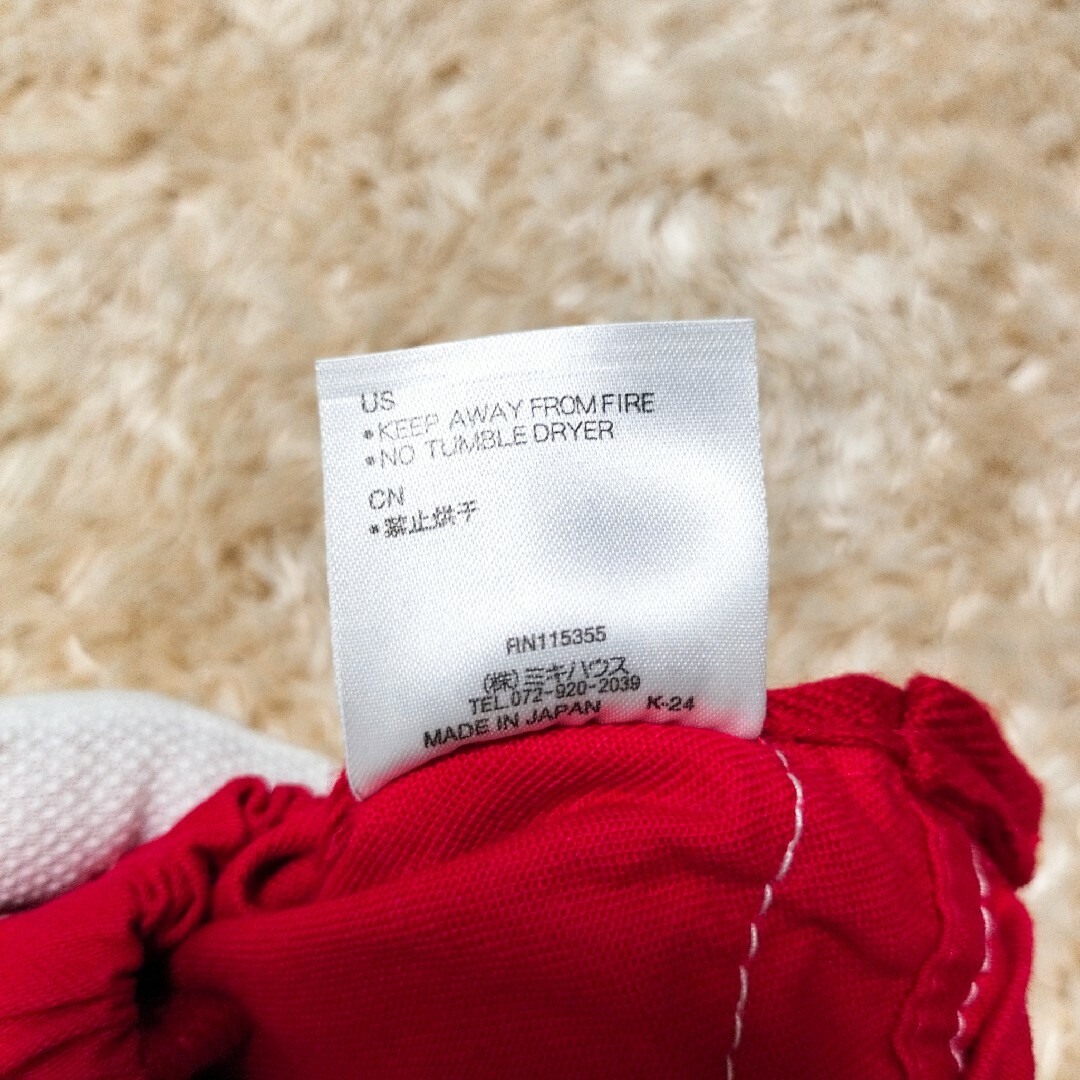 US
•KEEP AWAY FROM FIRE
•NO TUMBLE DRYER
CN
•禁止烘干
RN115355
(株)ミキハウス
TEL.072-920-2039
MADE IN JAPAN K-24